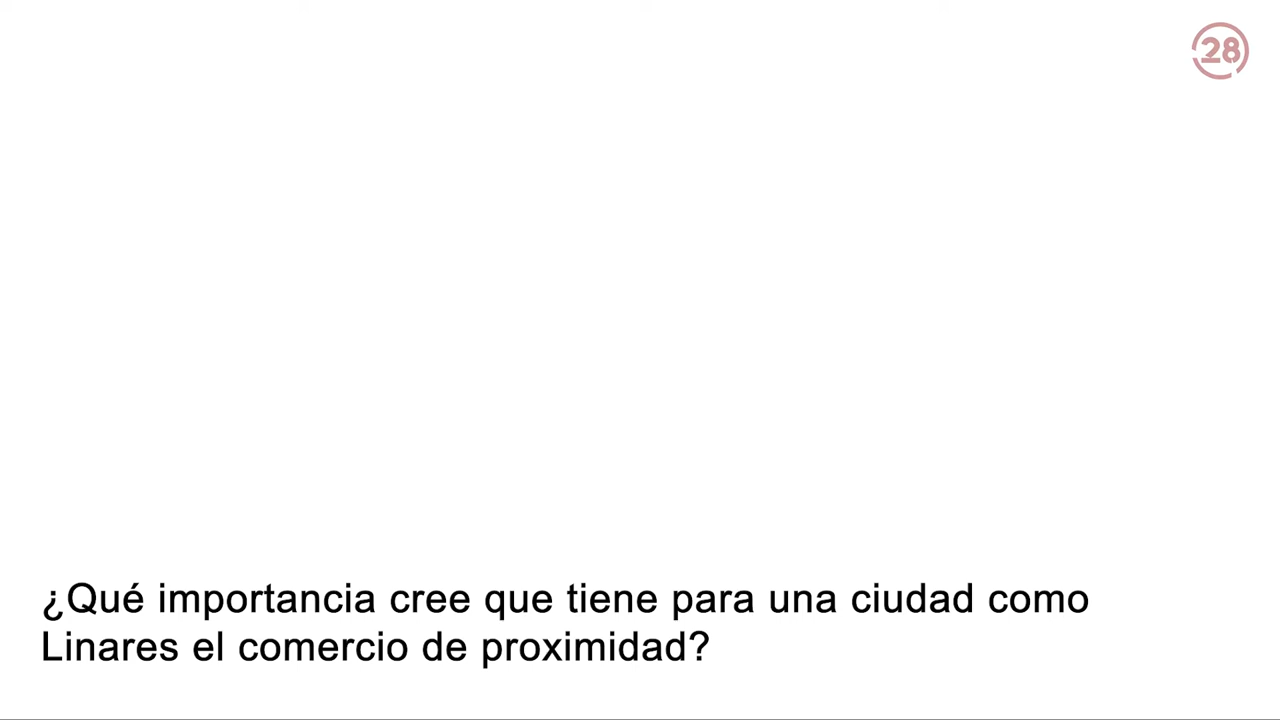 28
¿Qué importancia cree que tiene para una ciudad como
Linares el comercio de proximidad?